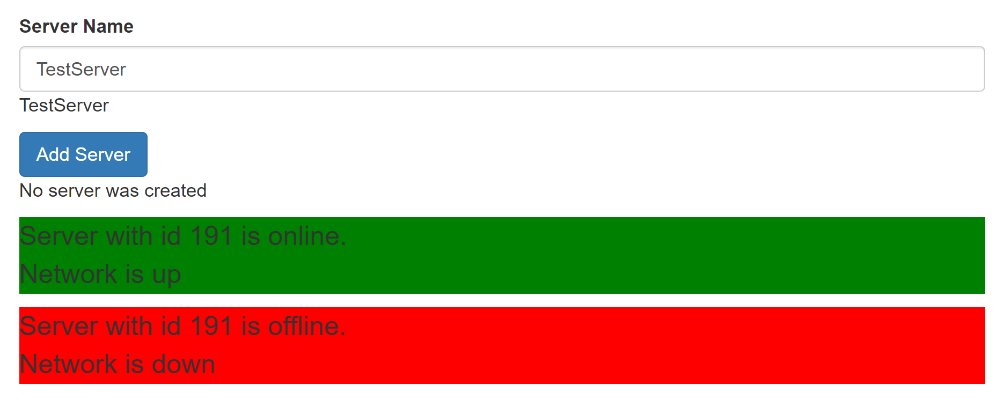 Server Name
TestServer
TestServer
Add Server
No server was created
Server with id 191 is online.
Network is up
Server with id 191 is offline.
Network is down